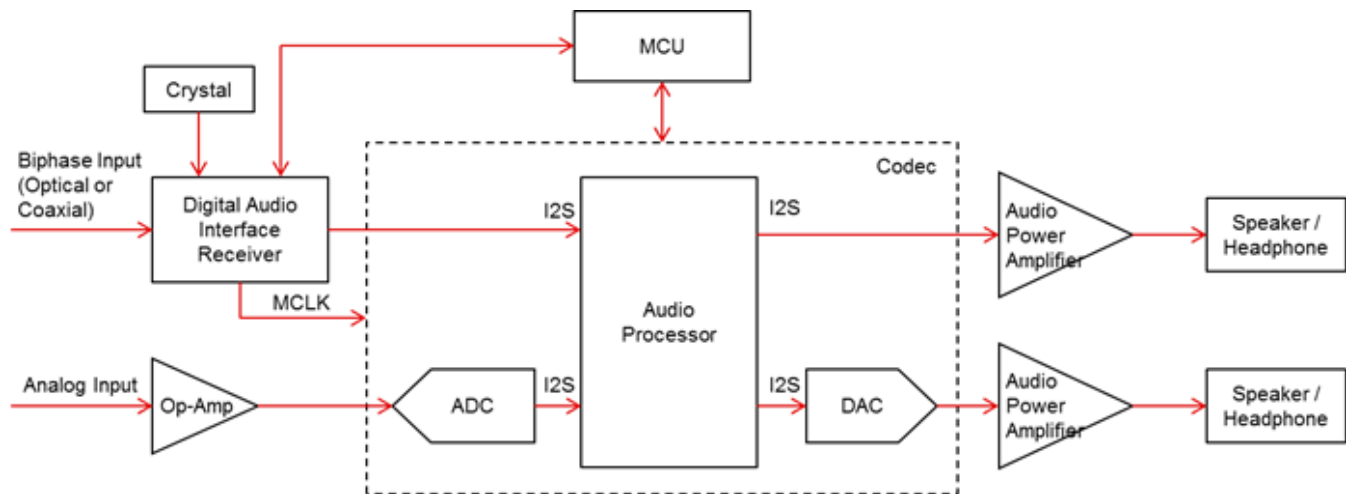 MCU
Crystal
Biphase Input
(Optical or
Coaxial)
Digital Audio
Interface
Receiver
I2S
Codec
I2S
Audio
Power
Amplifier
Speaker /
Headphone
MCLK
Audio
Processor
Analog Input
Op-Amp
ADC
I2S
I2S
DAC
Audio
Power
Amplifier
Speaker /
Headphone